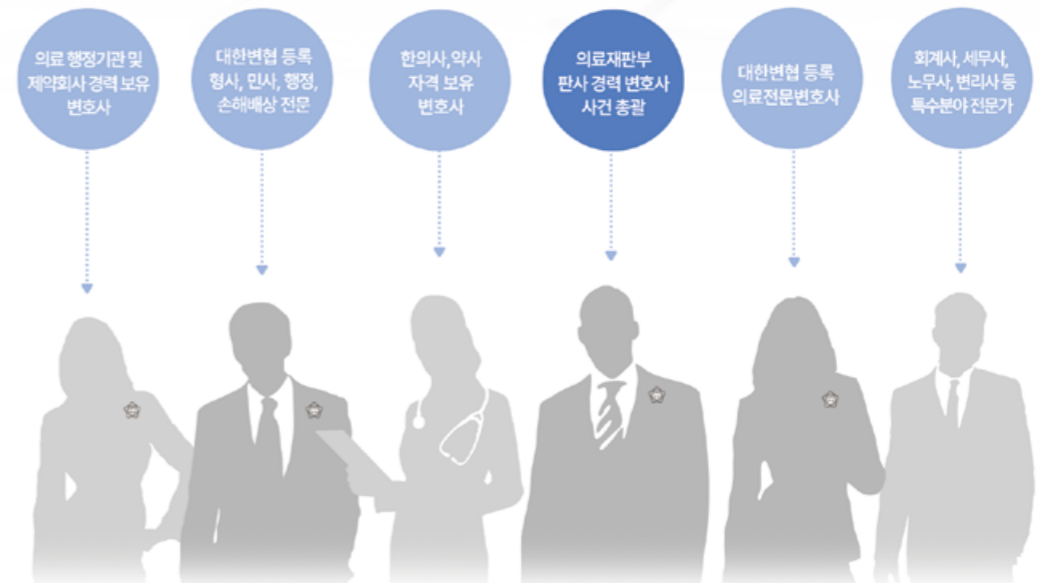 의료 행정기관 및
제약회사 경력 보유
변호사
대한변협 등록
형사, 민사, 행정,
손해배상 전문
한의사, 약사
자격 보유
변호사
의료재판부
판사 경력 변호사
사건 총괄
대한변협 등록
의료전문변호사
회계사, 세무사,
노무사, 변리사 등
특수분야 전문가